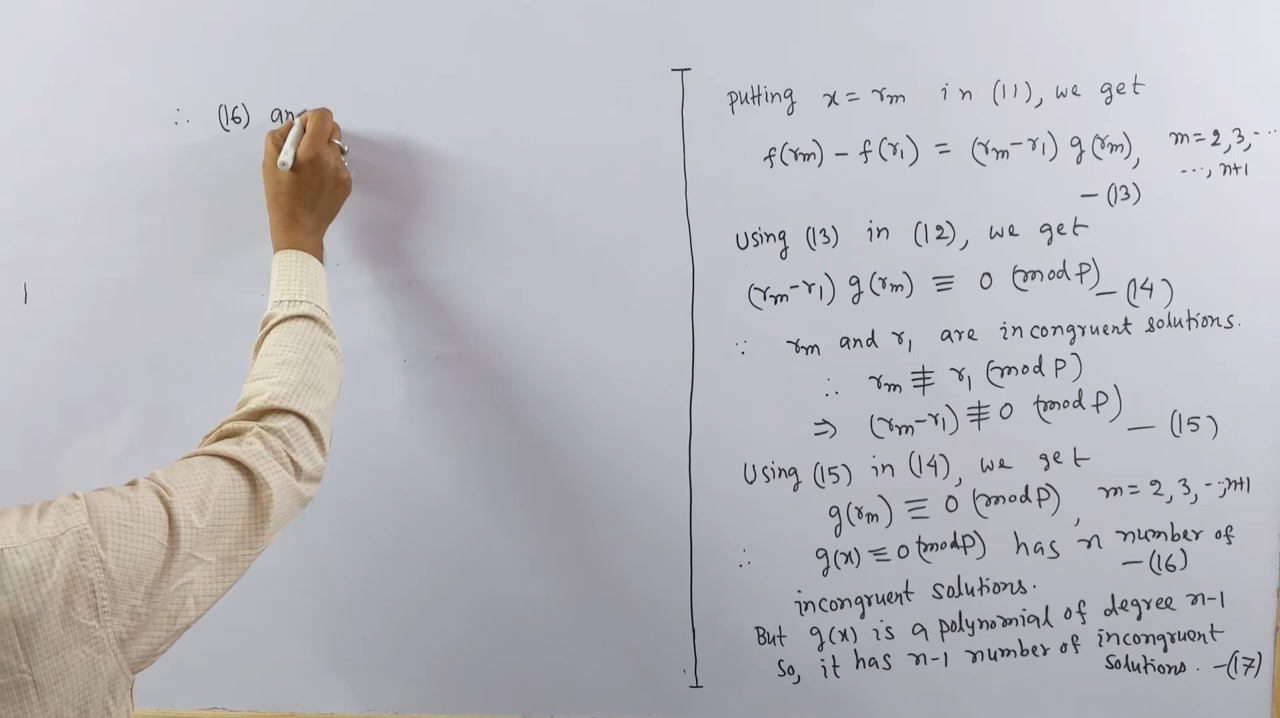 ∴ (16) an
putting x = rₘ in (11), we get
f(rₘ) − f(r₁) = (rₘ−r₁) g(rₘ), m = 2, 3, ...
..., n+1
− (13)
Using (13) in (12), we get
(rₘ−r₁) g(rₘ) ≡ 0 (mod P) − (14)
∵ rₘ and r₁ are incongruent solutions.
∴ rₘ ≢ r₁ (mod P)
⇒ (rₘ−r₁) ≢ 0 (mod P) − (15)
Using (15) in (14), we get
g(rₘ) ≡ 0 (mod P), m = 2, 3, ..., n+1
∴ g(x) ≡ 0 (mod P) has n number of
− (16)
incongruent solutions.
But g(x) is a polynomial of degree n−1
So, it has n−1 number of incongruent
solutions. − (17)